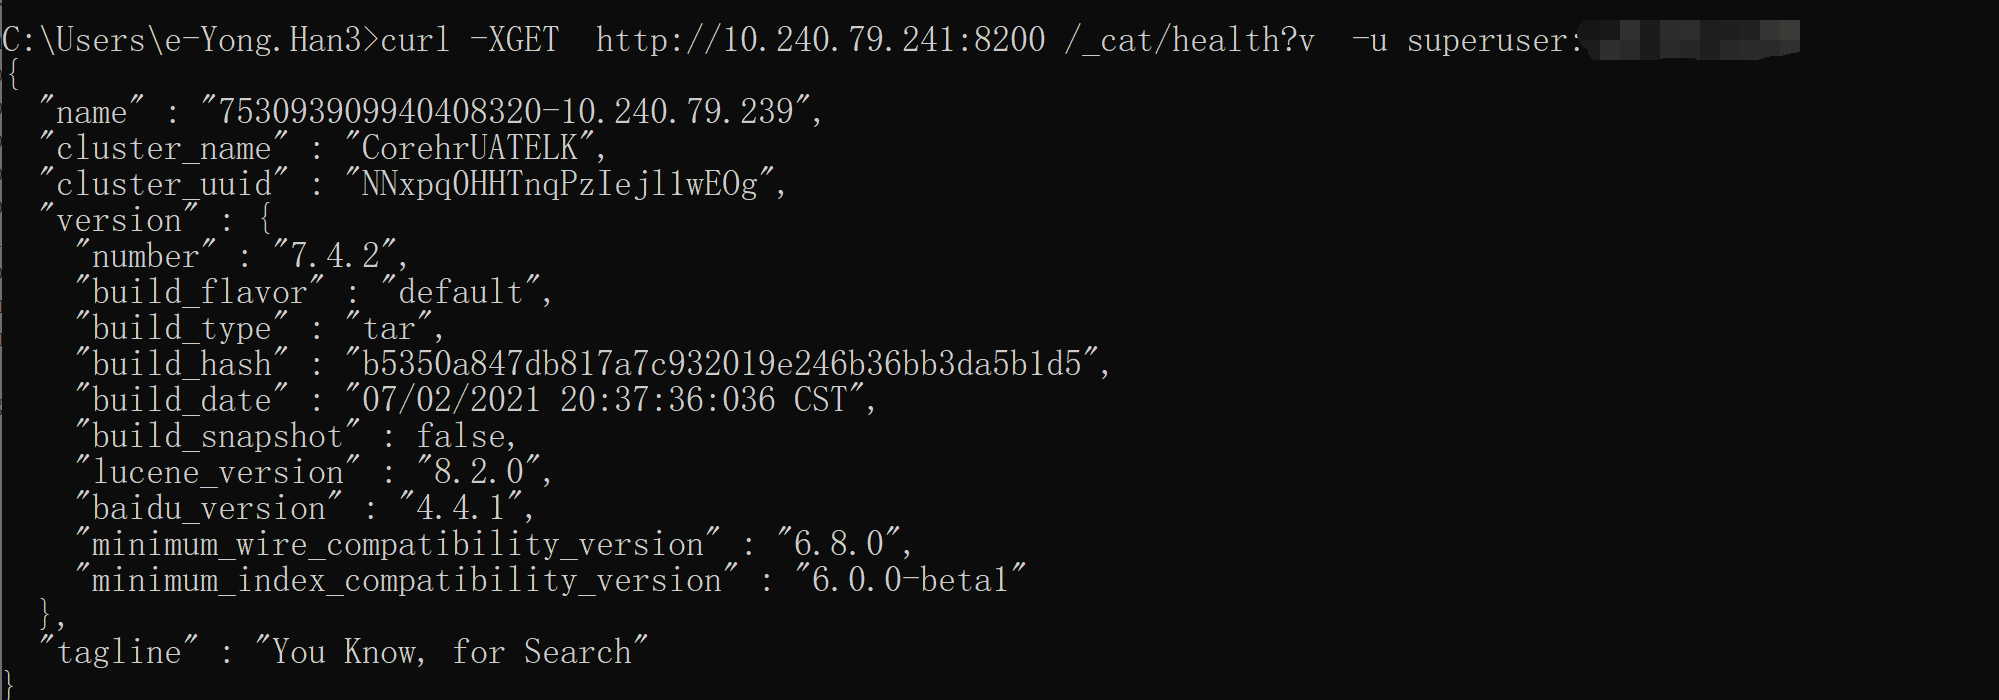 C:\Users\e-Yong.Han3>curl -XGET  http://10.240.79.241:8200 /_cat/health?v  -u superuser:
{
  "name" : "753093909940408320-10.240.79.239",
  "cluster_name" : "CorehrUATELK",
  "cluster_uuid" : "NNxpq0HHTnqPzIejl1wEOg",
  "version" : {
    "number" : "7.4.2",
    "build_flavor" : "default",
    "build_type" : "tar",
    "build_hash" : "b5350a847db817a7c932019e246b36bb3da5b1d5",
    "build_date" : "07/02/2021 20:37:36:036 CST",
    "build_snapshot" : false,
    "lucene_version" : "8.2.0",
    "baidu_version" : "4.4.1",
    "minimum_wire_compatibility_version" : "6.8.0",
    "minimum_index_compatibility_version" : "6.0.0-beta1"
  },
  "tagline" : "You Know, for Search"
}